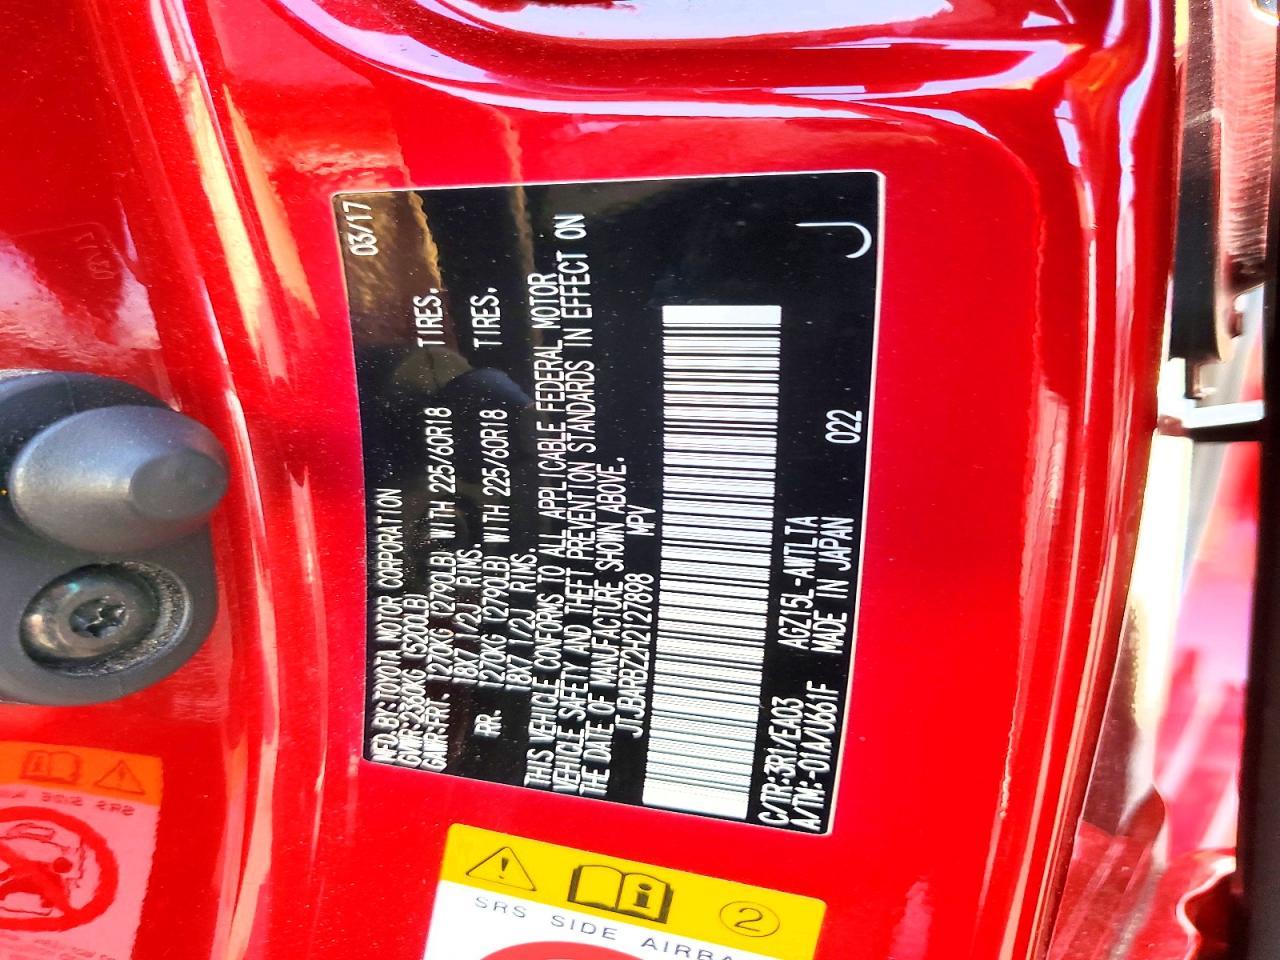 MFD. BY: TOYOTA MOTOR CORPORATION 03/17
GVWR: 2360KG (5200LB)
GAWR: FRT. 1270KG (2790LB) WITH 225/60R18 TIRES.
18X7 1/2J RIMS.
RR. 1270KG (2790LB) WITH 225/60R18 TIRES.
18X7 1/2J RIMS.
THIS VEHICLE CONFORMS TO ALL APPLICABLE FEDERAL MOTOR
VEHICLE SAFETY AND THEFT PREVENTION STANDARDS IN EFFECT ON
THE DATE OF MANUFACTURE SHOWN ABOVE.
JTJBARBZ2H2127898 MPV
C/TR: 3R1/EA03 AGZ15L-AWTLTA
A/TM: -01A/U661F MADE IN JAPAN 022 J
2
SRS SIDE